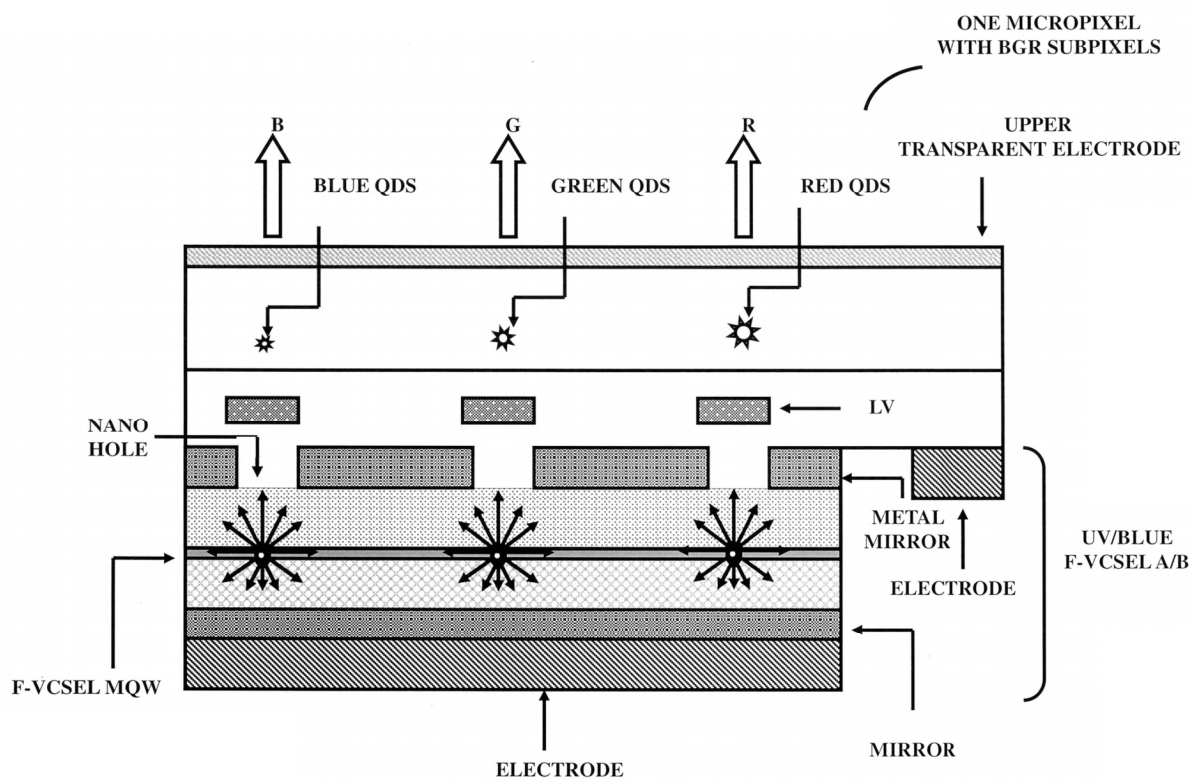 ONE MICROPIXEL
WITH BGR SUBPIXELS
B
G
R
UPPER
TRANSPARENT ELECTRODE
BLUE QDS
GREEN QDS
RED QDS
LV
NANO
HOLE
METAL
MIRROR
UV/BLUE
F-VCSEL A/B
ELECTRODE
F-VCSEL MQW
MIRROR
ELECTRODE